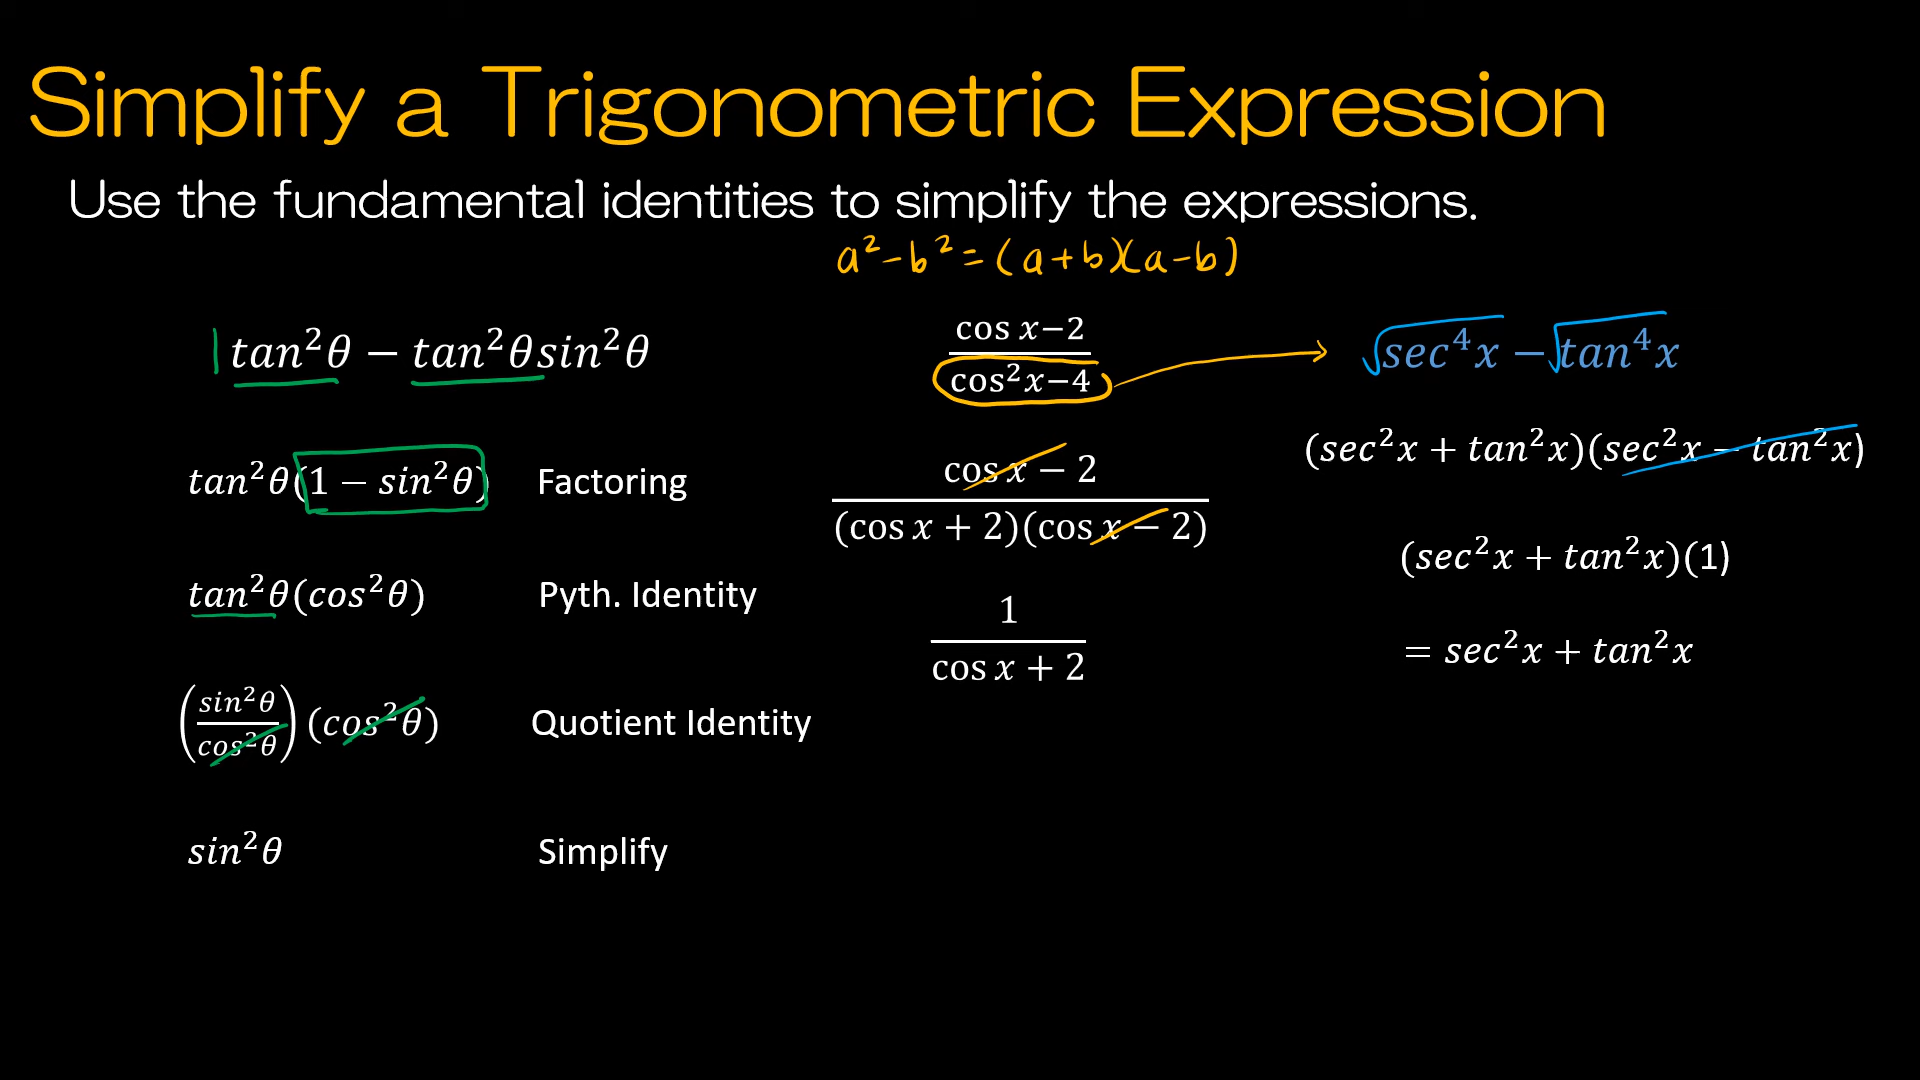 Simplify a Trigonometric Expression
Use the fundamental identities to simplify the expressions.
a² - b² = (a+b)(a-b)
tan²θ − tan²θsin²θ
tan²θ(1 − sin²θ) Factoring
tan²θ(cos²θ) Pyth. Identity
(sin²θ/cos²θ)(cos²θ) Quotient Identity
sin²θ Simplify
cos x−2
cos²x−4
cos x − 2
(cos x + 2)(cos x − 2)
1
cos x + 2
√sec⁴x − √tan⁴x
(sec²x + tan²x)(sec²x − tan²x)
(sec²x + tan²x)(1)
= sec²x + tan²x